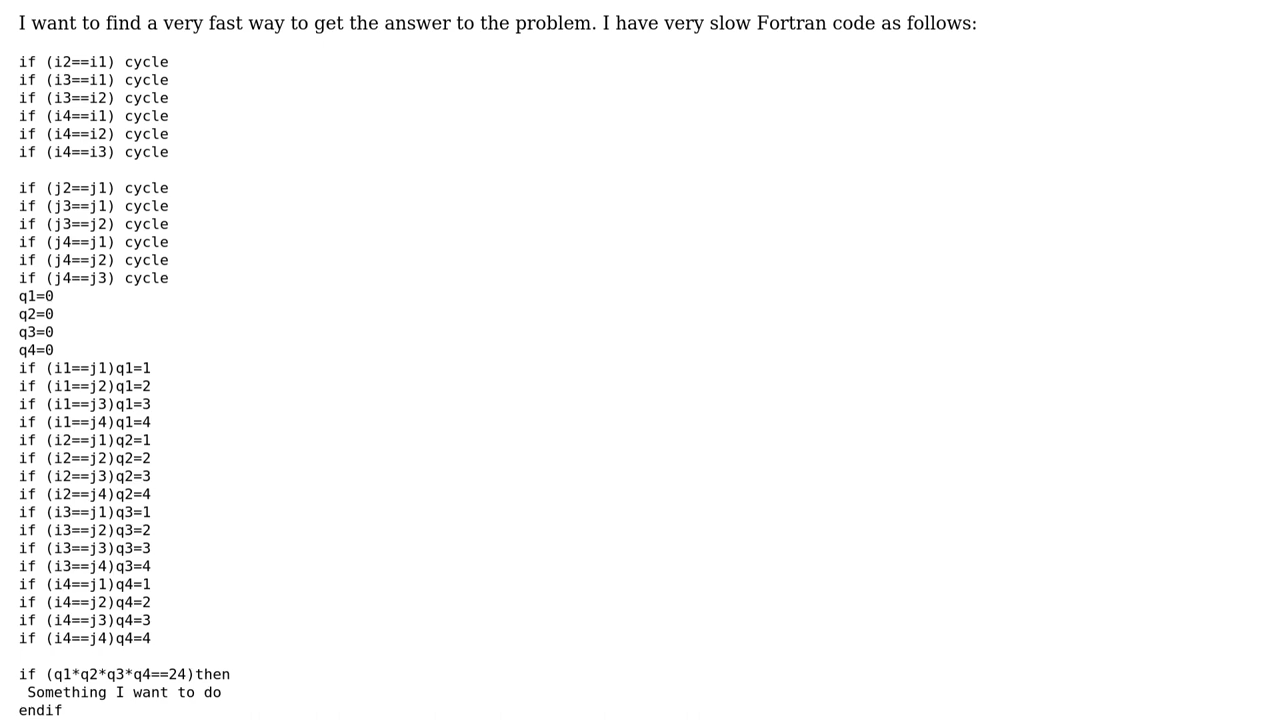 I want to find a very fast way to get the answer to the problem. I have very slow Fortran code as follows:
if (i2==i1) cycle
if (i3==i1) cycle
if (i3==i2) cycle
if (i4==i1) cycle
if (i4==i2) cycle
if (i4==i3) cycle
if (j2==j1) cycle
if (j3==j1) cycle
if (j3==j2) cycle
if (j4==j1) cycle
if (j4==j2) cycle
if (j4==j3) cycle
q1=0
q2=0
q3=0
q4=0
if (i1==j1)q1=1
if (i1==j2)q1=2
if (i1==j3)q1=3
if (i1==j4)q1=4
if (i2==j1)q2=1
if (i2==j2)q2=2
if (i2==j3)q2=3
if (i2==j4)q2=4
if (i3==j1)q3=1
if (i3==j2)q3=2
if (i3==j3)q3=3
if (i3==j4)q3=4
if (i4==j1)q4=1
if (i4==j2)q4=2
if (i4==j3)q4=3
if (i4==j4)q4=4
if (q1*q2*q3*q4==24)then
 Something I want to do
endif